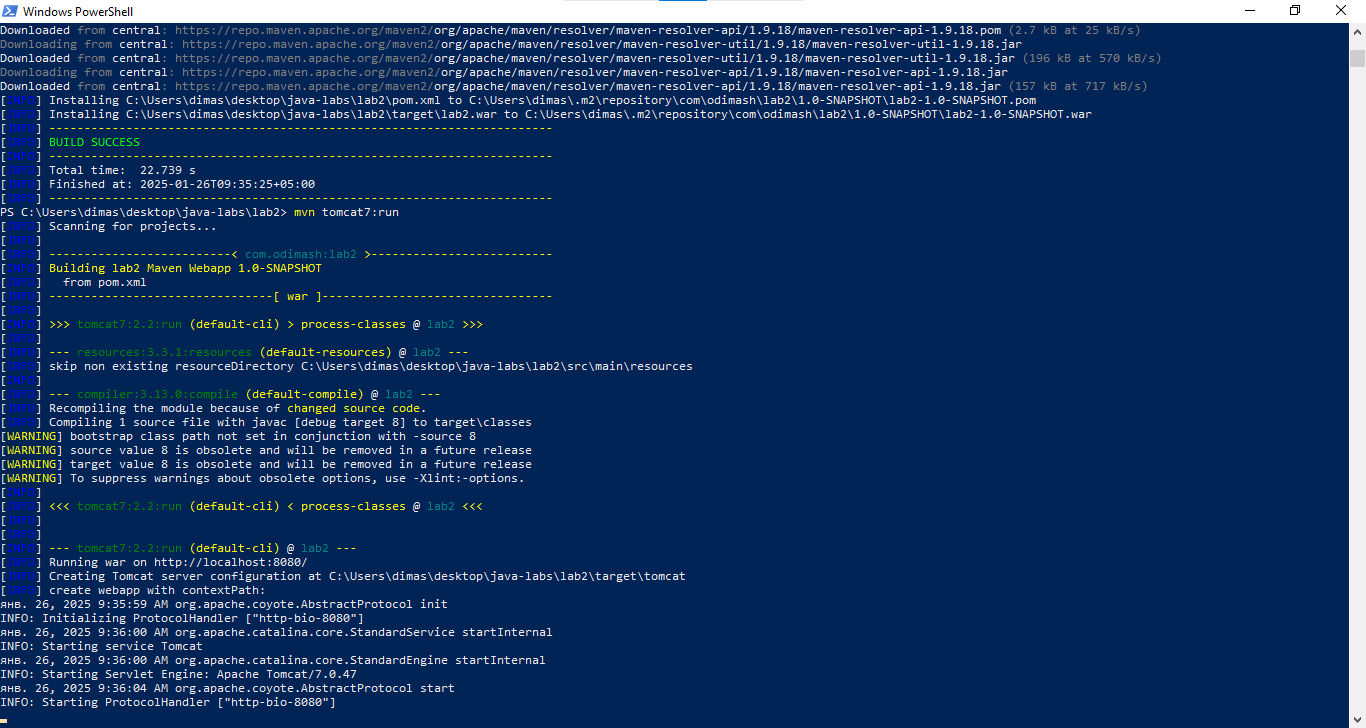 Windows PowerShell
Downloaded from central: https://repo.maven.apache.org/maven2/org/apache/maven/resolver/maven-resolver-api/1.9.18/maven-resolver-api-1.9.18.pom (2.7 kB at 25 kB/s)
Downloading from central: https://repo.maven.apache.org/maven2/org/apache/maven/resolver/maven-resolver-util/1.9.18/maven-resolver-util-1.9.18.jar
Downloaded from central: https://repo.maven.apache.org/maven2/org/apache/maven/resolver/maven-resolver-util/1.9.18/maven-resolver-util-1.9.18.jar (196 kB at 570 kB/s)
Downloading from central: https://repo.maven.apache.org/maven2/org/apache/maven/resolver/maven-resolver-api/1.9.18/maven-resolver-api-1.9.18.jar
Downloaded from central: https://repo.maven.apache.org/maven2/org/apache/maven/resolver/maven-resolver-api/1.9.18/maven-resolver-api-1.9.18.jar (157 kB at 717 kB/s)
[INFO] Installing C:\Users\dimas\desktop\java-labs\lab2\pom.xml to C:\Users\dimas\.m2\repository\com\odimash\lab2\1.0-SNAPSHOT\lab2-1.0-SNAPSHOT.pom
[INFO] Installing C:\Users\dimas\desktop\java-labs\lab2\target\lab2.war to C:\Users\dimas\.m2\repository\com\odimash\lab2\1.0-SNAPSHOT\lab2-1.0-SNAPSHOT.war
[INFO] ------------------------------------------------------------------------
[INFO] BUILD SUCCESS
[INFO] ------------------------------------------------------------------------
[INFO] Total time:  22.739 s
[INFO] Finished at: 2025-01-26T09:35:25+05:00
[INFO] ------------------------------------------------------------------------
PS C:\Users\dimas\desktop\java-labs\lab2> mvn tomcat7:run
[INFO] Scanning for projects...
[INFO]
[INFO] --------------------------< com.odimash:lab2 >--------------------------
[INFO] Building lab2 Maven Webapp 1.0-SNAPSHOT
[INFO]   from pom.xml
[INFO] --------------------------------[ war ]---------------------------------
[INFO]
[INFO] >>> tomcat7:2.2:run (default-cli) > process-classes @ lab2 >>>
[INFO]
[INFO] --- resources:3.3.1:resources (default-resources) @ lab2 ---
[INFO] skip non existing resourceDirectory C:\Users\dimas\desktop\java-labs\lab2\src\main\resources
[INFO]
[INFO] --- compiler:3.13.0:compile (default-compile) @ lab2 ---
[INFO] Recompiling the module because of changed source code.
[INFO] Compiling 1 source file with javac [debug target 8] to target\classes
[WARNING] bootstrap class path not set in conjunction with -source 8
[WARNING] source value 8 is obsolete and will be removed in a future release
[WARNING] target value 8 is obsolete and will be removed in a future release
[WARNING] To suppress warnings about obsolete options, use -Xlint:-options.
[INFO]
[INFO] <<< tomcat7:2.2:run (default-cli) < process-classes @ lab2 <<<
[INFO]
[INFO]
[INFO] --- tomcat7:2.2:run (default-cli) @ lab2 ---
[INFO] Running war on http://localhost:8080/
[INFO] Creating Tomcat server configuration at C:\Users\dimas\desktop\java-labs\lab2\target\tomcat
[INFO] create webapp with contextPath:
янв. 26, 2025 9:35:59 AM org.apache.coyote.AbstractProtocol init
INFO: Initializing ProtocolHandler ["http-bio-8080"]
янв. 26, 2025 9:36:00 AM org.apache.catalina.core.StandardService startInternal
INFO: Starting service Tomcat
янв. 26, 2025 9:36:00 AM org.apache.catalina.core.StandardEngine startInternal
INFO: Starting Servlet Engine: Apache Tomcat/7.0.47
янв. 26, 2025 9:36:04 AM org.apache.coyote.AbstractProtocol start
INFO: Starting ProtocolHandler ["http-bio-8080"]